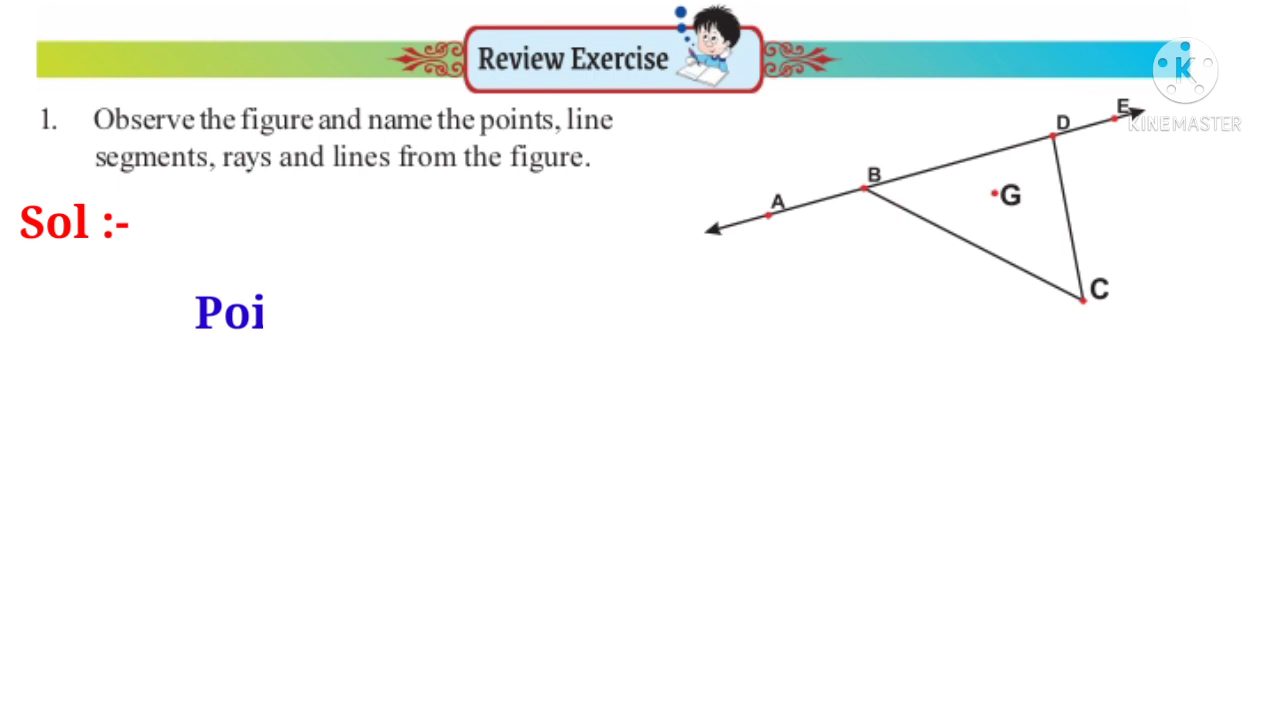 Review Exercise
K
KINEMASTER
1. Observe the figure and name the points, line
segments, rays and lines from the figure.
E
D
B
A
G
C
Sol :-
Poi